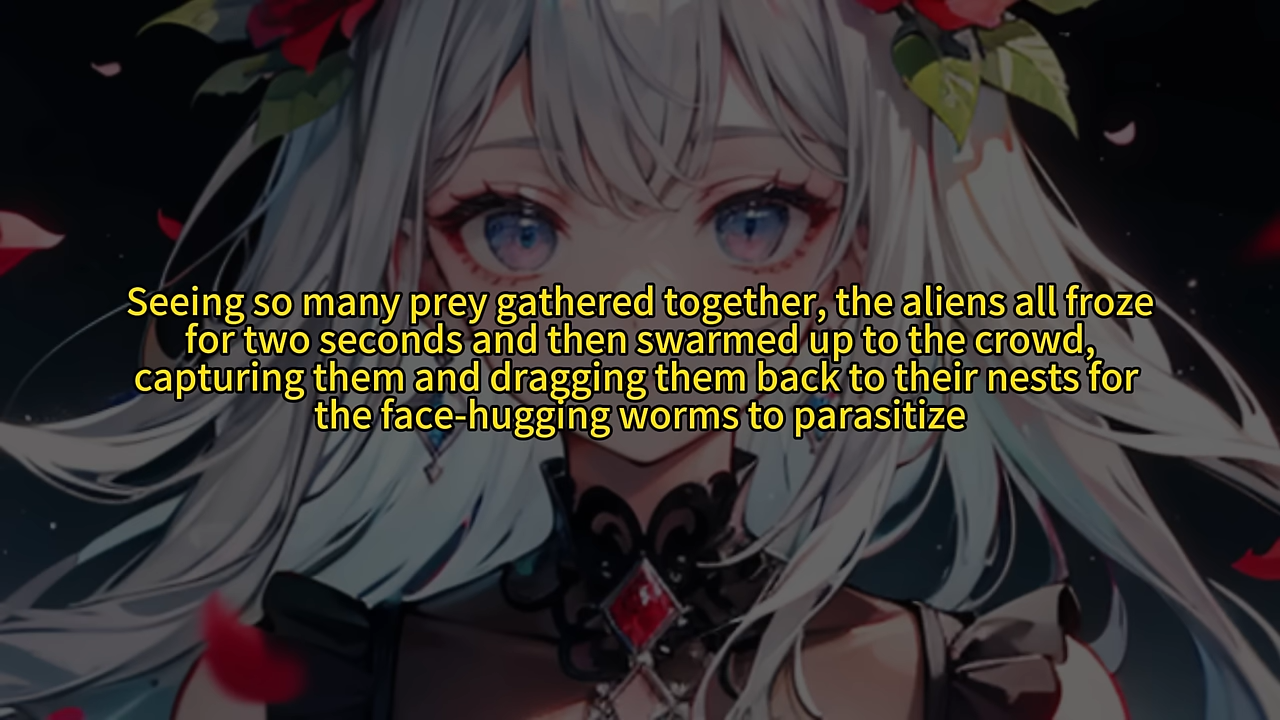 Seeing so many prey gathered together, the aliens all froze
for two seconds and then swarmed up to the crowd,
capturing them and dragging them back to their nests for
the face-hugging worms to parasitize